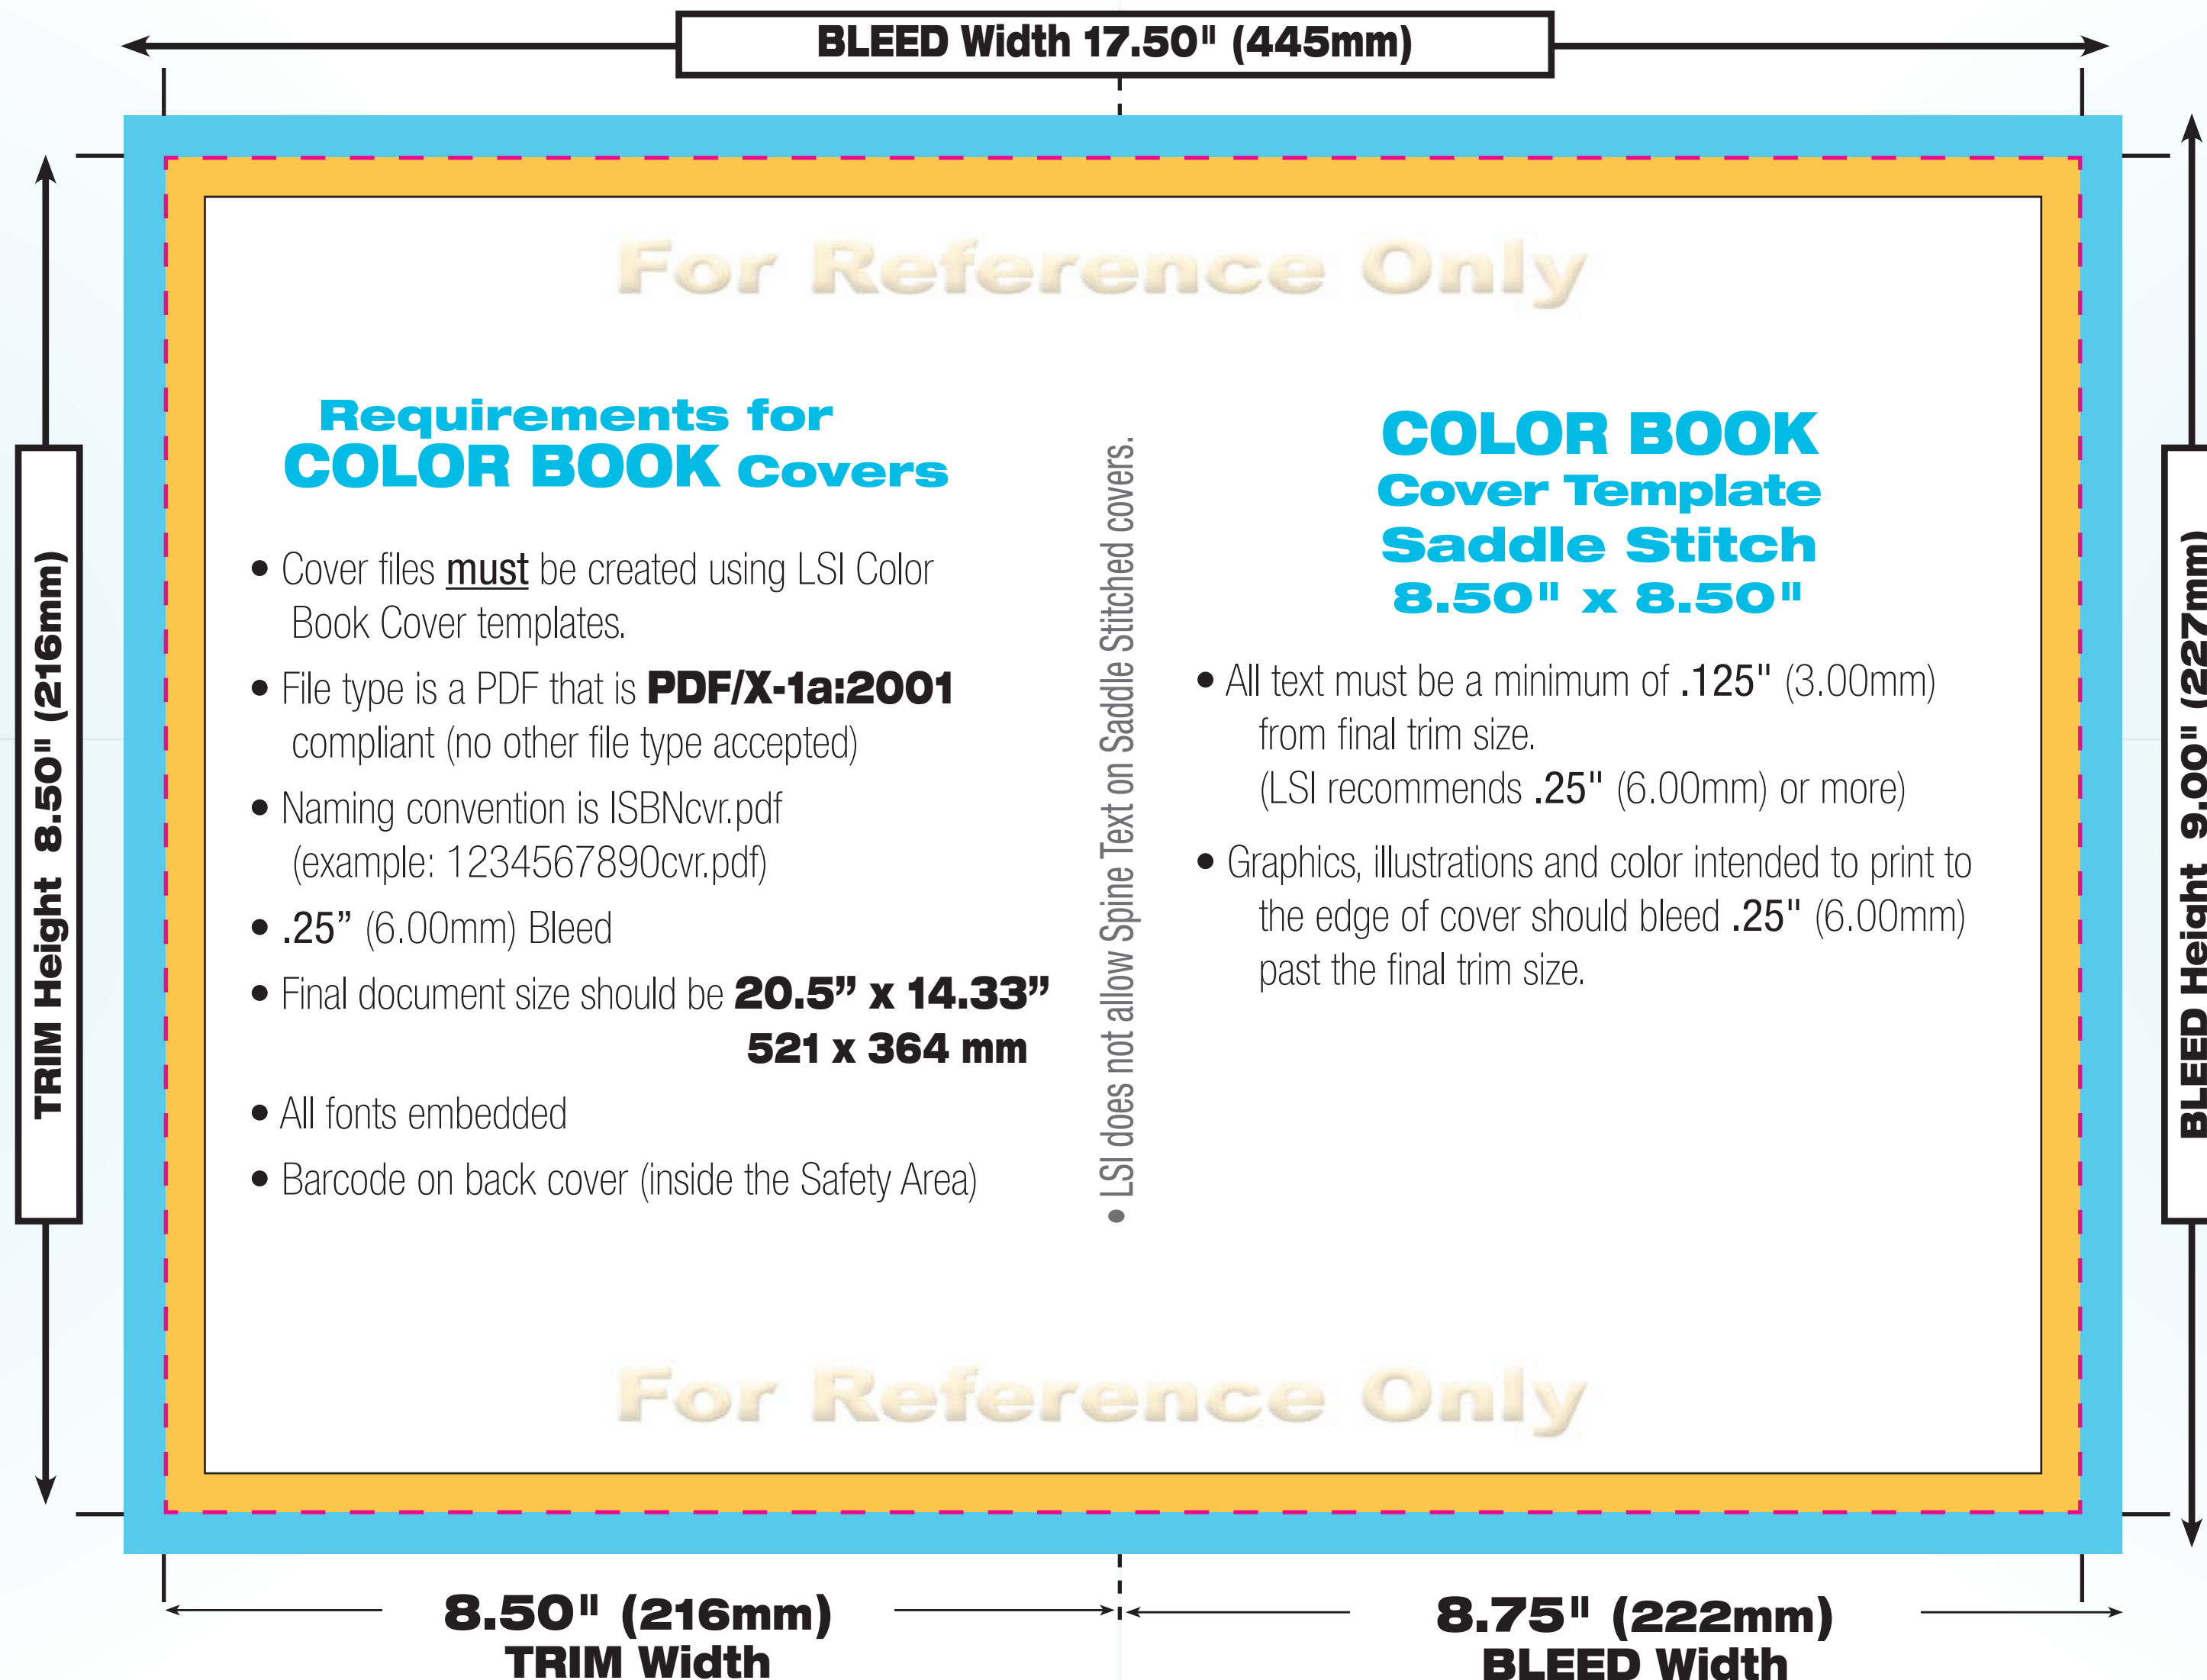 BLEED Width 17.50" (445mm)
TRIM Height 8.50" (216mm)
BLEED Height 9.00" (227mm)
For Reference Only
Requirements for
COLOR BOOK Covers
• Cover files must be created using LSI Color
Book Cover templates.
• File type is a PDF that is PDF/X-1a:2001
compliant (no other file type accepted)
• Naming convention is ISBNcvr.pdf
(example: 1234567890cvr.pdf)
• .25” (6.00mm) Bleed
• Final document size should be 20.5” x 14.33”
521 x 364 mm
• All fonts embedded
• Barcode on back cover (inside the Safety Area)
• LSI does not allow Spine Text on Saddle Stitched covers.
COLOR BOOK
Cover Template
Saddle Stitch
8.50" x 8.50"
• All text must be a minimum of .125" (3.00mm)
from final trim size.
(LSI recommends .25" (6.00mm) or more)
• Graphics, illustrations and color intended to print to
the edge of cover should bleed .25" (6.00mm)
past the final trim size.
For Reference Only
8.50" (216mm)
TRIM Width
8.75" (222mm)
BLEED Width